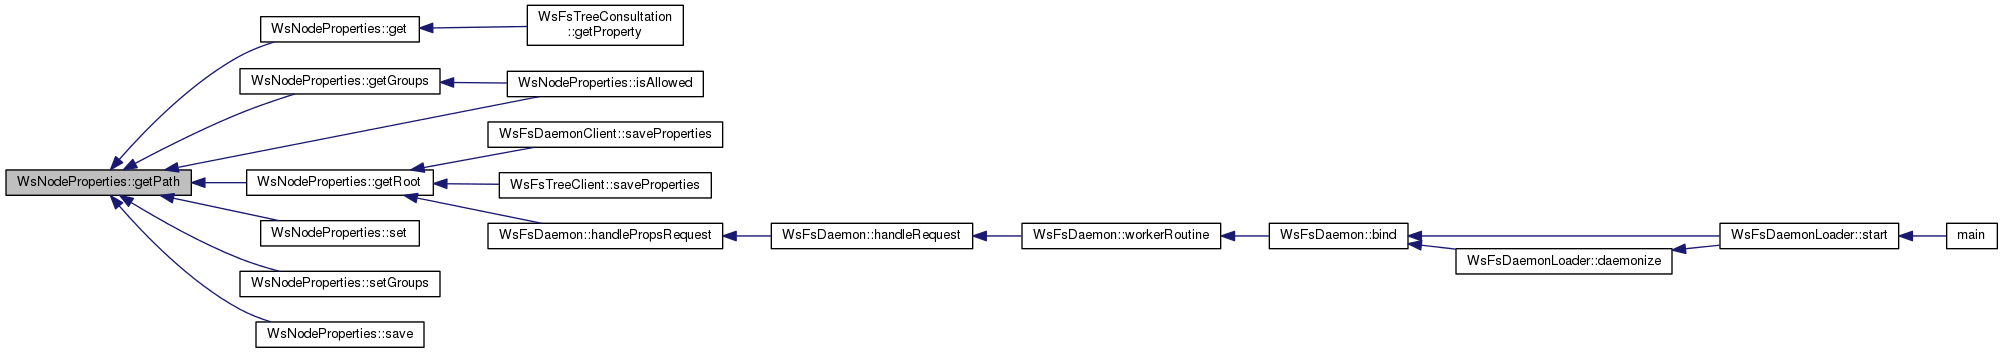 WsNodeProperties::get
WsFsTreeConsultation
::getProperty
WsNodeProperties::getGroups
WsNodeProperties::isAllowed
WsFsDaemonClient::saveProperties
WsNodeProperties::getPath
WsNodeProperties::getRoot
WsFsTreeClient::saveProperties
WsNodeProperties::set
WsFsDaemon::handlePropsRequest
WsFsDaemon::handleRequest
WsFsDaemon::workerRoutine
WsFsDaemon::bind
WsFsDaemonLoader::start
main
WsFsDaemonLoader::daemonize
WsNodeProperties::setGroups
WsNodeProperties::save